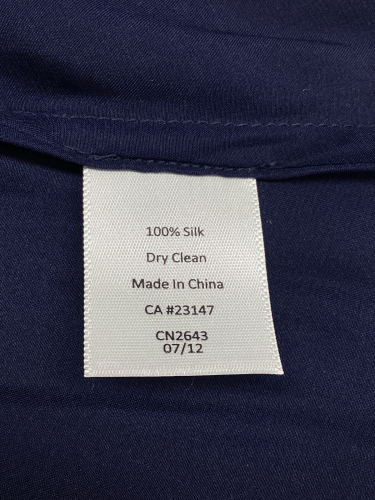 100% Silk
Dry Clean
Made In China
CA #23147
CN2643
07/12